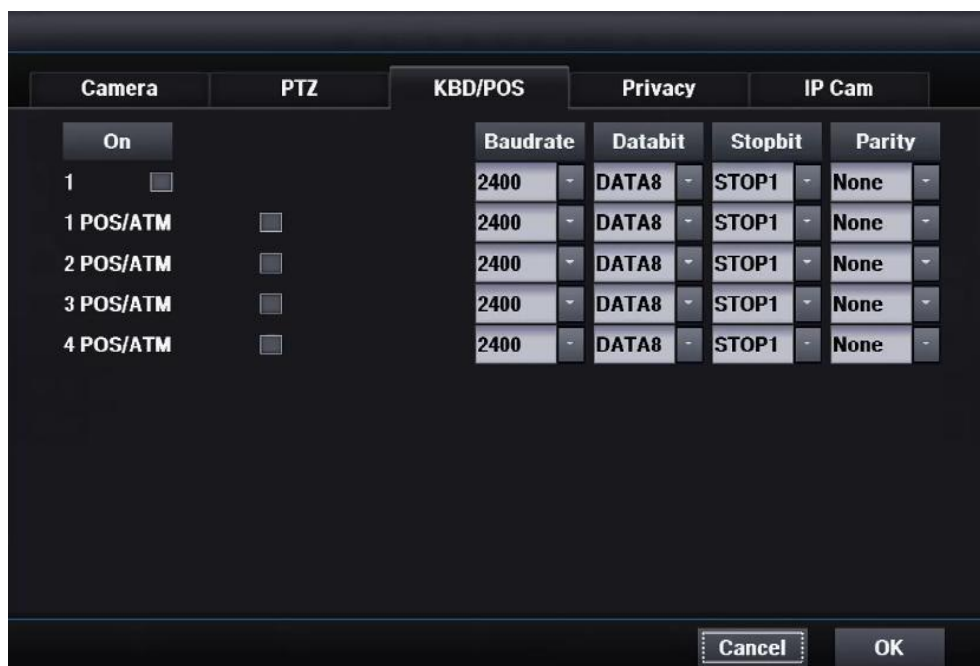 Camera PTZ KBD/POS Privacy IP Cam
On Baudrate Databit Stopbit Parity
1 2400 DATA8 STOP1 None
1 POS/ATM 2400 DATA8 STOP1 None
2 POS/ATM 2400 DATA8 STOP1 None
3 POS/ATM 2400 DATA8 STOP1 None
4 POS/ATM 2400 DATA8 STOP1 None
Cancel OK